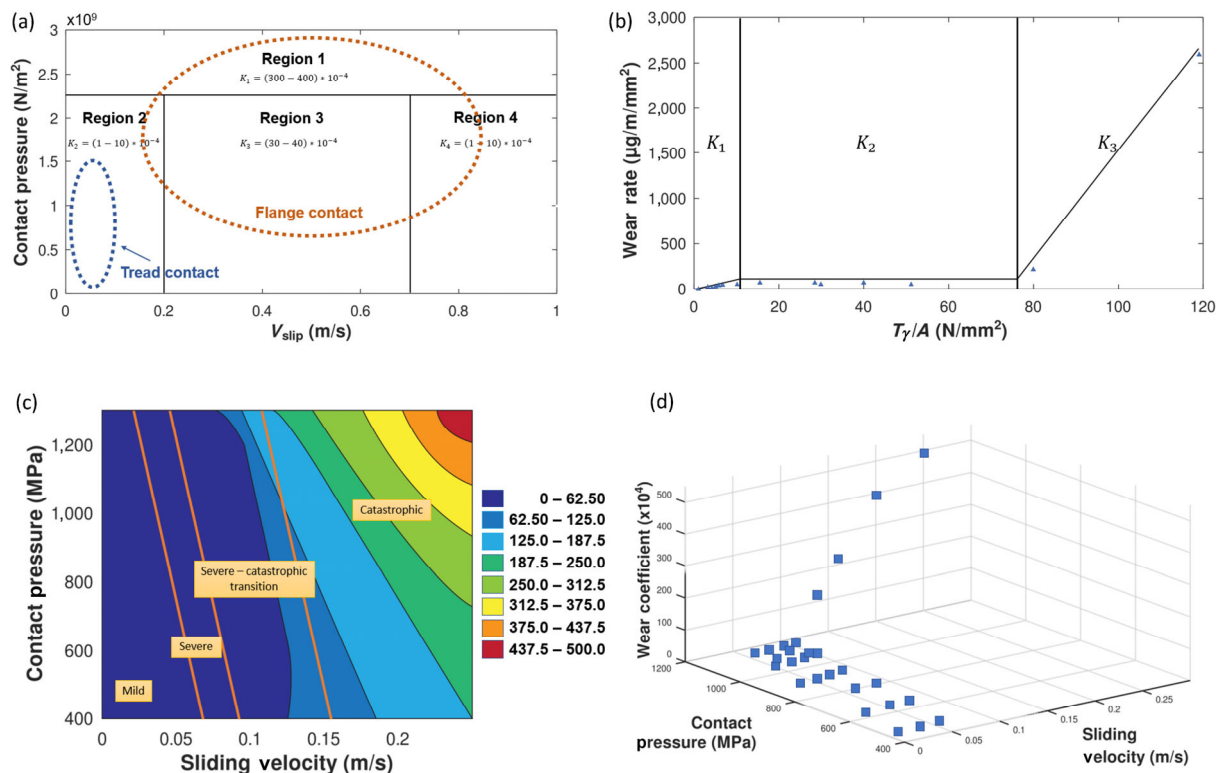 (a)
×10⁹
3
2.5
2
1.5
1
0.5
0
Contact pressure (N/m²)
Region 1
K₁ = (300 − 400) * 10⁻⁴
Region 2
K₂ = (1 − 10) * 10⁻⁴
Region 3
K₃ = (30 − 40) * 10⁻⁴
Region 4
K₄ = (1 − 10) * 10⁻⁴
Flange contact
Tread contact
0 0.2 0.4 0.6 0.8 1
V_slip (m/s)
(b)
3,000
2,500
2,000
1,500
1,000
500
0
Wear rate (μg/m/mm²)
K₁ K₂ K₃
0 20 40 60 80 100 120
Tγ/A (N/mm²)
(c)
1,200
1,000
800
600
400
Contact pressure (MPa)
Catastrophic
Severe – catastrophic
transition
Severe
Mild
0 0.05 0.1 0.15 0.2
Sliding velocity (m/s)
0 – 62.50
62.50 – 125.0
125.0 – 187.5
187.5 – 250.0
250.0 – 312.5
312.5 – 375.0
375.0 – 437.5
437.5 – 500.0
(d)
Wear coefficient (x10⁴)
500
400
300
200
100
0
1200
1000
800
600
400
Contact
pressure (MPa)
0
0.05
0.1
0.15
0.2
0.25
Sliding
velocity (m/s)